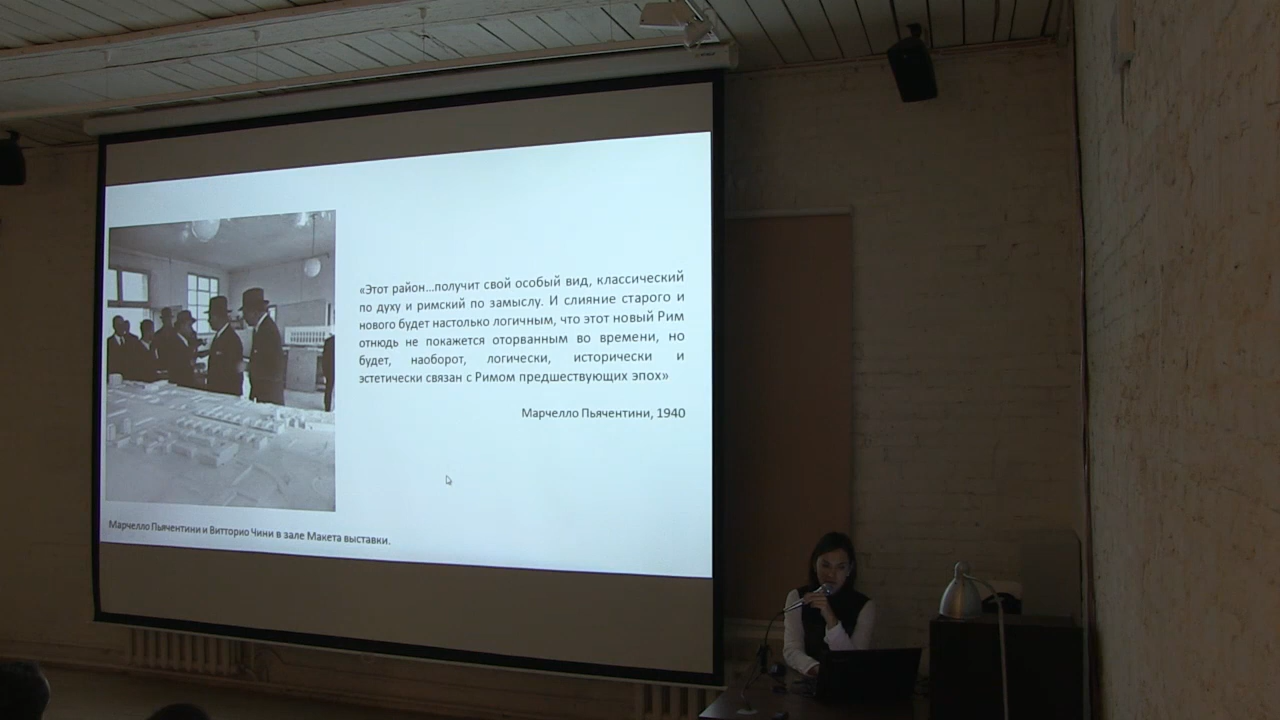 «Этот район...получит свой особый вид, классический
по духу и римский по замыслу. И слияние старого и
нового будет настолько логичным, что этот новый Рим
отнюдь не покажется оторванным во времени, но
будет, наоборот, логически, исторически и
эстетически связан с Римом предшествующих эпох»
Марчелло Пьячентини, 1940
Марчелло Пьячентини и Витторио Чини в зале Макета выставки.